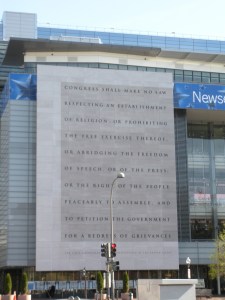 CONGRESS SHALL MAKE NO LAW
RESPECTING AN ESTABLISHMENT
OF RELIGION, OR PROHIBITING
THE FREE EXERCISE THEREOF;
OR ABRIDGING THE FREEDOM
OF SPEECH, OR OF THE PRESS;
OR THE RIGHT OF THE PEOPLE
PEACEABLY TO ASSEMBLE, AND
TO PETITION THE GOVERNMENT
FOR A REDRESS OF GRIEVANCES
Newse